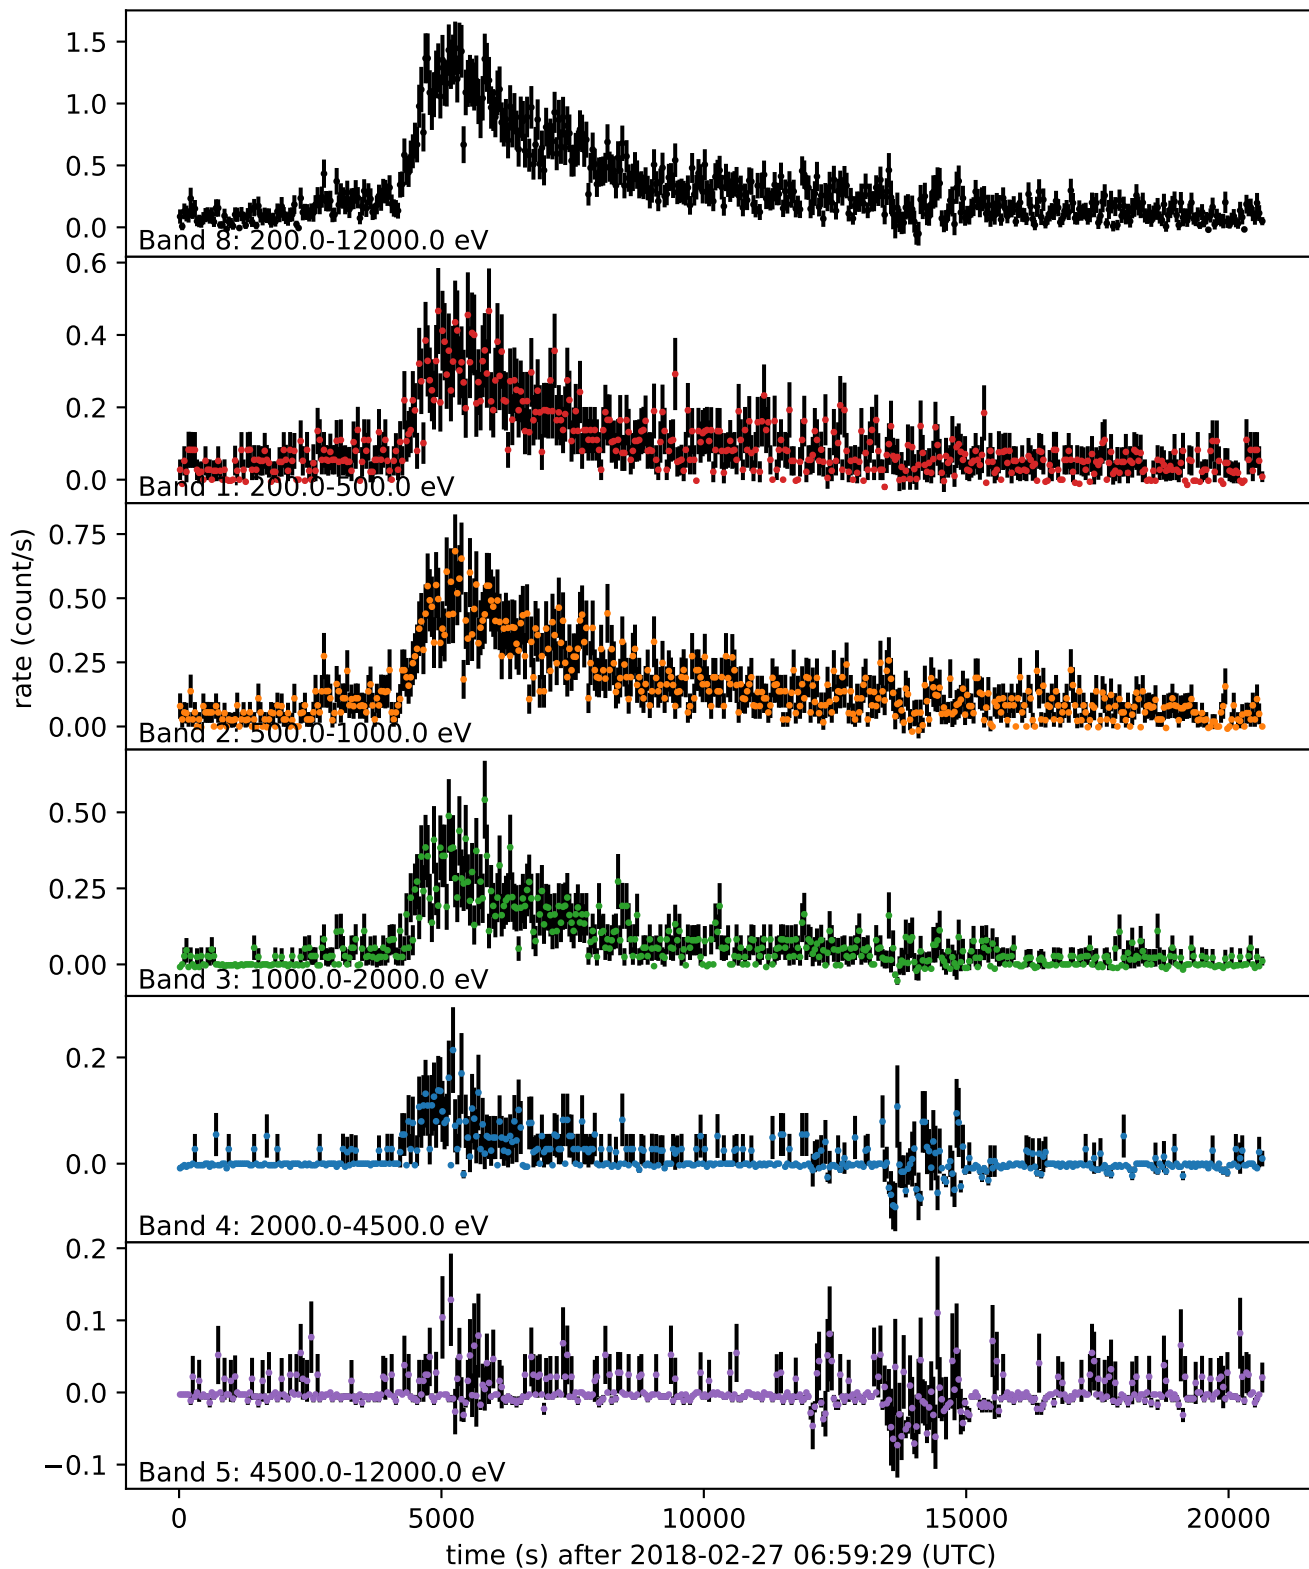 1.5
1.0
0.5
0.0
Band 8: 200.0-12000.0 eV
0.6
0.4
0.2
0.0
Band 1: 200.0-500.0 eV
rate (count/s)
0.75
0.50
0.25
0.00
Band 2: 500.0-1000.0 eV
0.50
0.25
0.00
Band 3: 1000.0-2000.0 eV
0.2
0.0
Band 4: 2000.0-4500.0 eV
0.2
0.1
0.0
−0.1
Band 5: 4500.0-12000.0 eV
0 5000 10000 15000 20000
time (s) after 2018-02-27 06:59:29 (UTC)